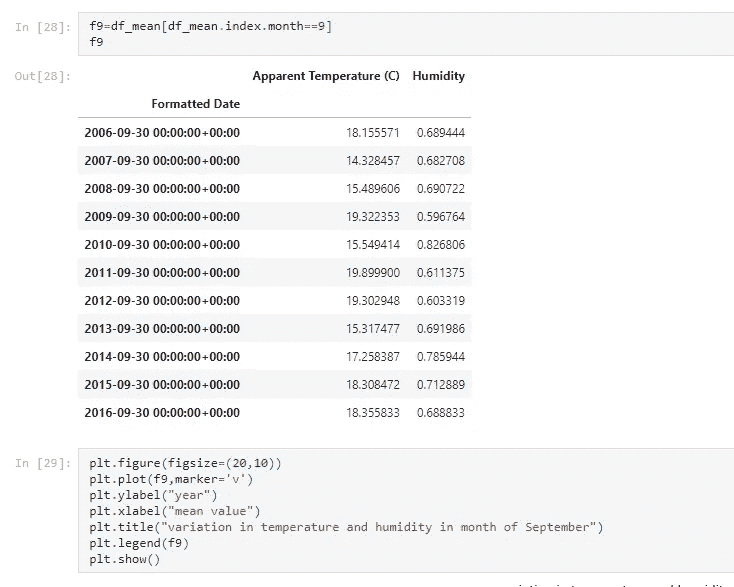 In [28]: f9=df_mean[df_mean.index.month==9]
f9
Out[28]: Apparent Temperature (C) Humidity
Formatted Date
2006-09-30 00:00:00+00:00 18.155571 0.689444
2007-09-30 00:00:00+00:00 14.328457 0.682708
2008-09-30 00:00:00+00:00 15.489606 0.690722
2009-09-30 00:00:00+00:00 19.322353 0.596764
2010-09-30 00:00:00+00:00 15.549414 0.826806
2011-09-30 00:00:00+00:00 19.899900 0.611375
2012-09-30 00:00:00+00:00 19.302948 0.603319
2013-09-30 00:00:00+00:00 15.317477 0.691986
2014-09-30 00:00:00+00:00 17.258387 0.785944
2015-09-30 00:00:00+00:00 18.308472 0.712889
2016-09-30 00:00:00+00:00 18.355833 0.688833
In [29]: plt.figure(figsize=(20,10))
plt.plot(f9,marker='v')
plt.ylabel("year")
plt.xlabel("mean value")
plt.title("variation in temperature and humidity in month of September")
plt.legend(f9)
plt.show()